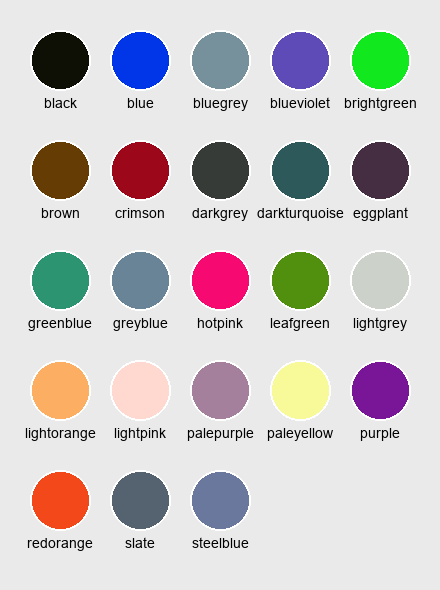 black blue bluegrey blueviolet brightgreen
brown crimson darkgrey darkturquoise eggplant
greenblue greyblue hotpink leafgreen lightgrey
lightorange lightpink palepurple paleyellow purple
redorange slate steelblue